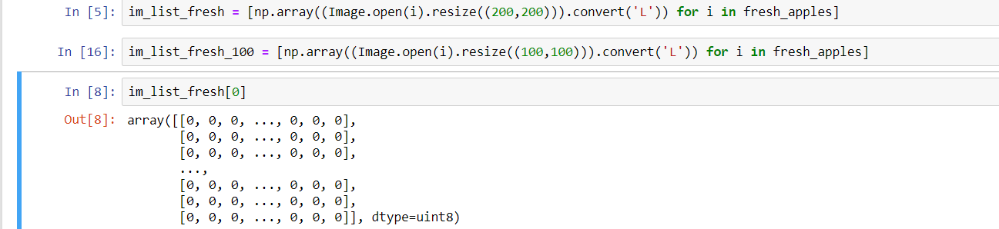 In [5]: im_list_fresh = [np.array((Image.open(i).resize((200,200))).convert('L')) for i in fresh_apples]
In [16]: im_list_fresh_100 = [np.array((Image.open(i).resize((100,100))).convert('L')) for i in fresh_apples]
In [8]: im_list_fresh[0]
Out[8]: array([[0, 0, 0, ..., 0, 0, 0],
[0, 0, 0, ..., 0, 0, 0],
[0, 0, 0, ..., 0, 0, 0],
...,
[0, 0, 0, ..., 0, 0, 0],
[0, 0, 0, ..., 0, 0, 0],
[0, 0, 0, ..., 0, 0, 0]], dtype=uint8)